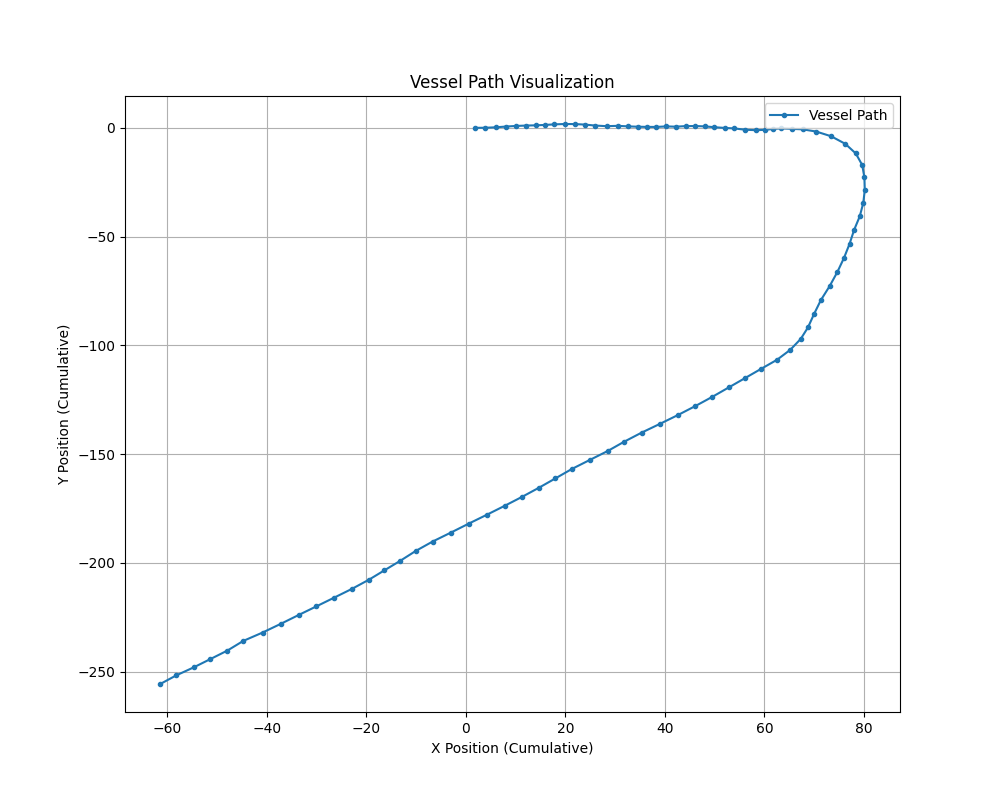 Vessel Path Visualization
Vessel Path
0
−50
−100
−150
−200
−250
Y Position (Cumulative)
−60 −40 −20 0 20 40 60 80
X Position (Cumulative)